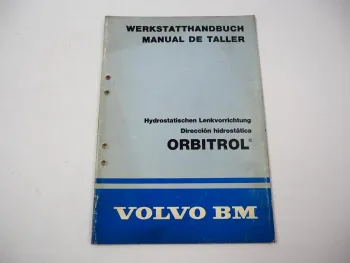 WERKSTATTHANDBUCH
MANUAL DE TALLER
Hydrostatischen Lenkvorrichtung
Dirección hidrostática
ORBITROL®
VOLVO BM